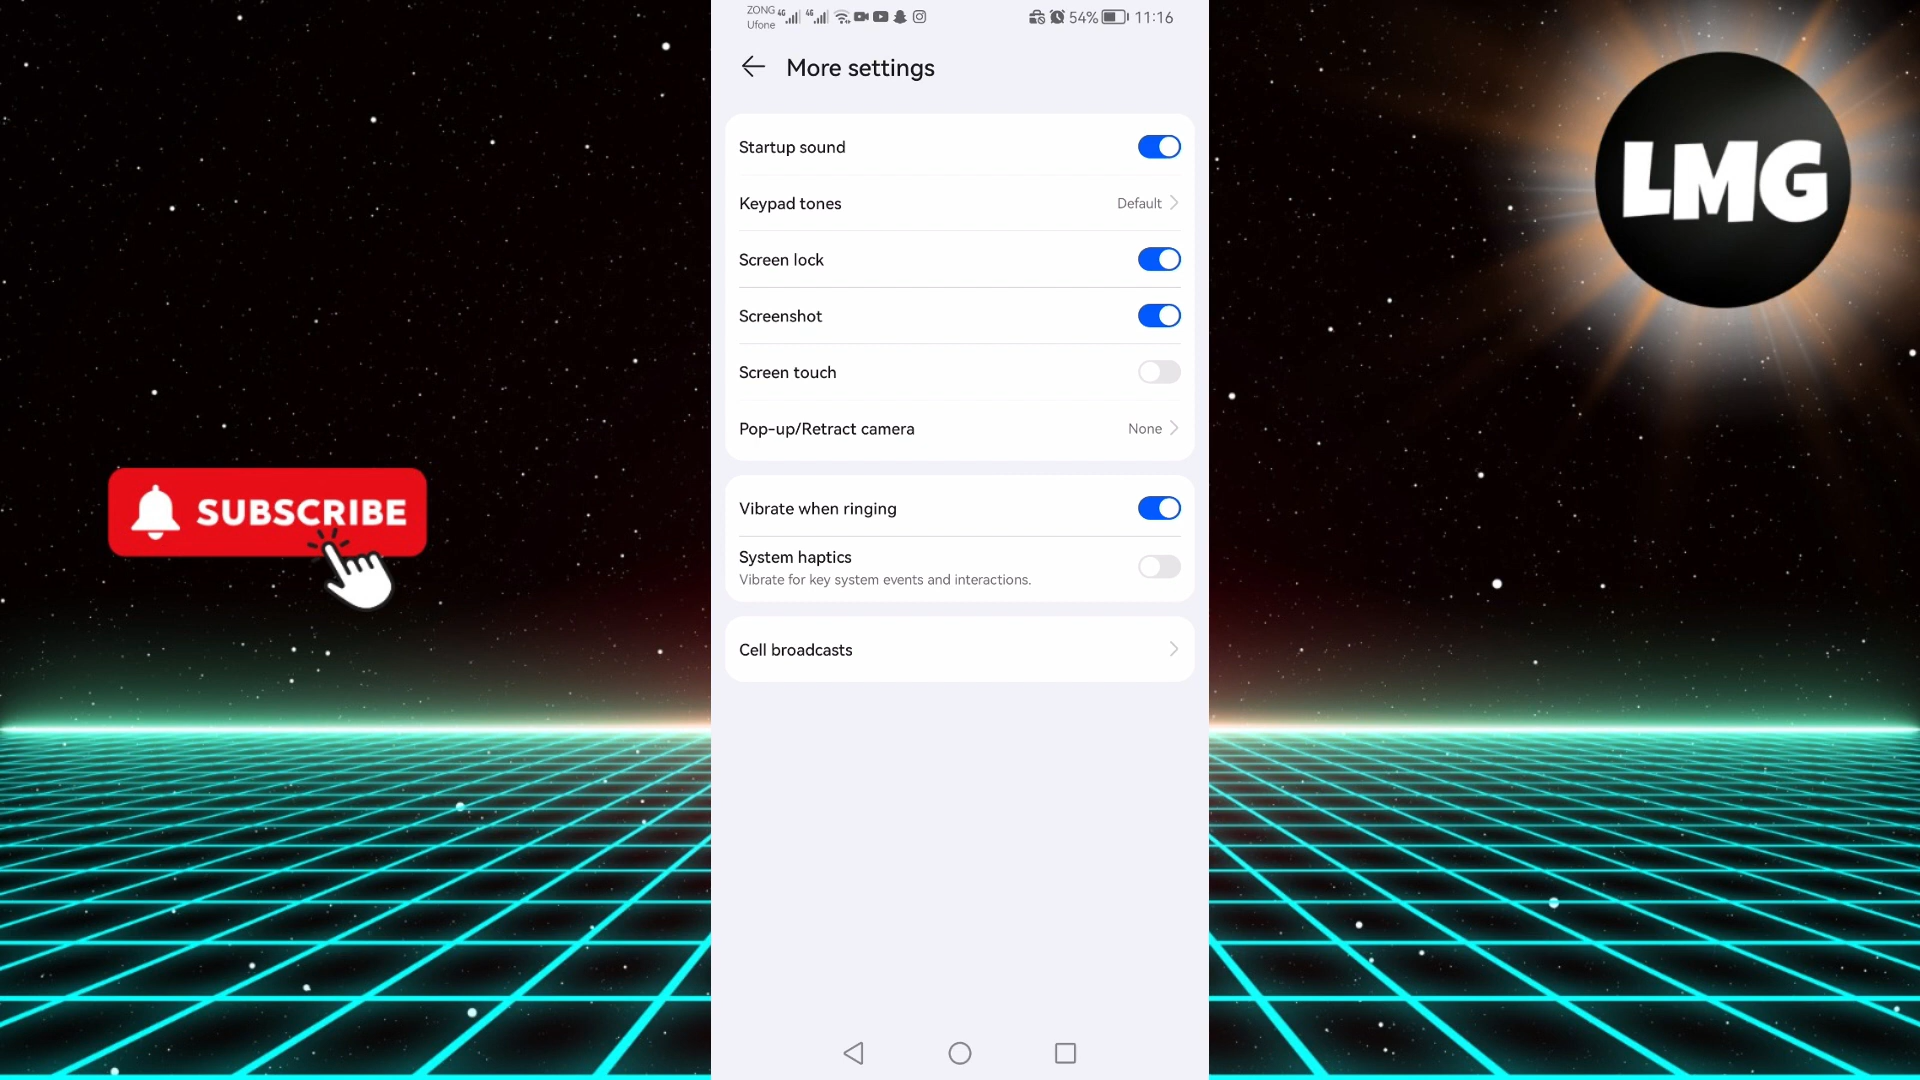 ZONG 4G 4G 54% 11:16
Ufone
More settings
Startup sound
Keypad tones Default
Screen lock
Screenshot
Screen touch
Pop-up/Retract camera None
Vibrate when ringing
System haptics
Vibrate for key system events and interactions.
Cell broadcasts
SUBSCRIBE
LMG